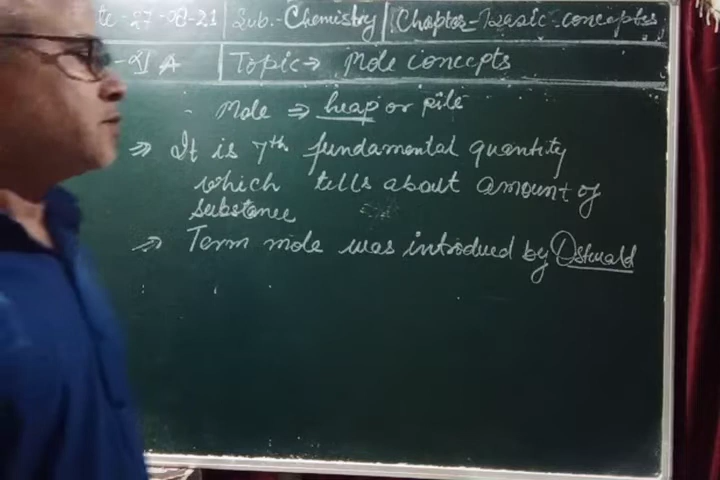 te - 27-08-21 Sub.- Chemistry Chapter - Basic concepts
- XI A Topic → Mole concepts
Mole ⇒ heap or pile
⇒ It is 7th fundamental quantity
which tells about amount of
substance
⇒ Term mole was introdued by Ostwald